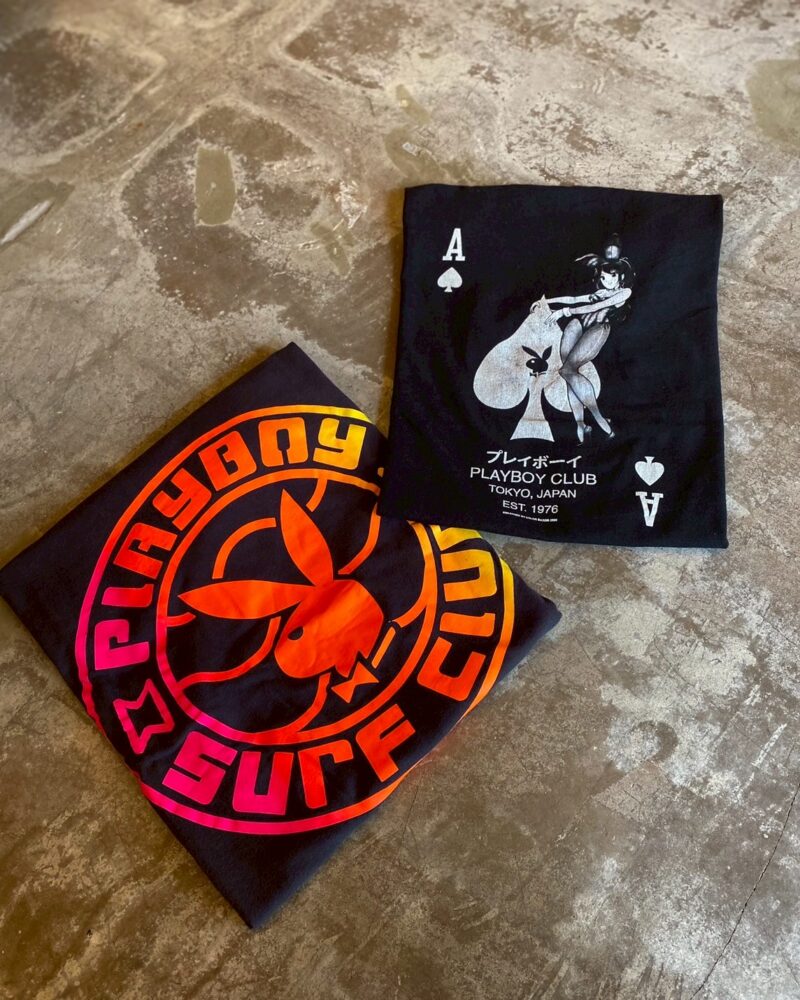 A
プレイボーイ
PLAYBOY CLUB
TOKYO, JAPAN
EST. 1976
A
PLAYBOY
SURF CLUB